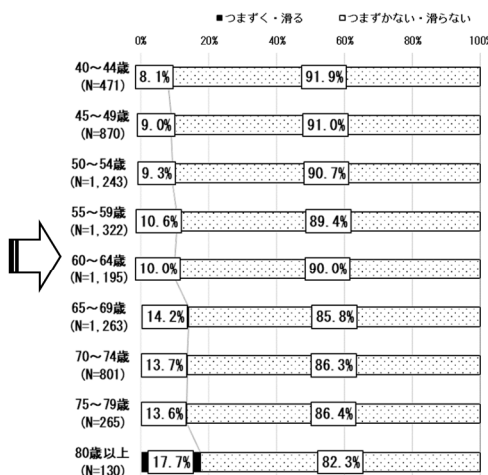 ■つまずく・滑る □つまずかない・滑らない
0% 20% 40% 60% 80% 100%
40～44歳
(N=471)
8.1% 91.9%
45～49歳
(N=870)
9.0% 91.0%
50～54歳
(N=1,243)
9.3% 90.7%
55～59歳
(N=1,322)
10.6% 89.4%
60～64歳
(N=1,195)
10.0% 90.0%
65～69歳
(N=1,263)
14.2% 85.8%
70～74歳
(N=801)
13.7% 86.3%
75～79歳
(N=265)
13.6% 86.4%
80歳以上
(N=130)
17.7% 82.3%